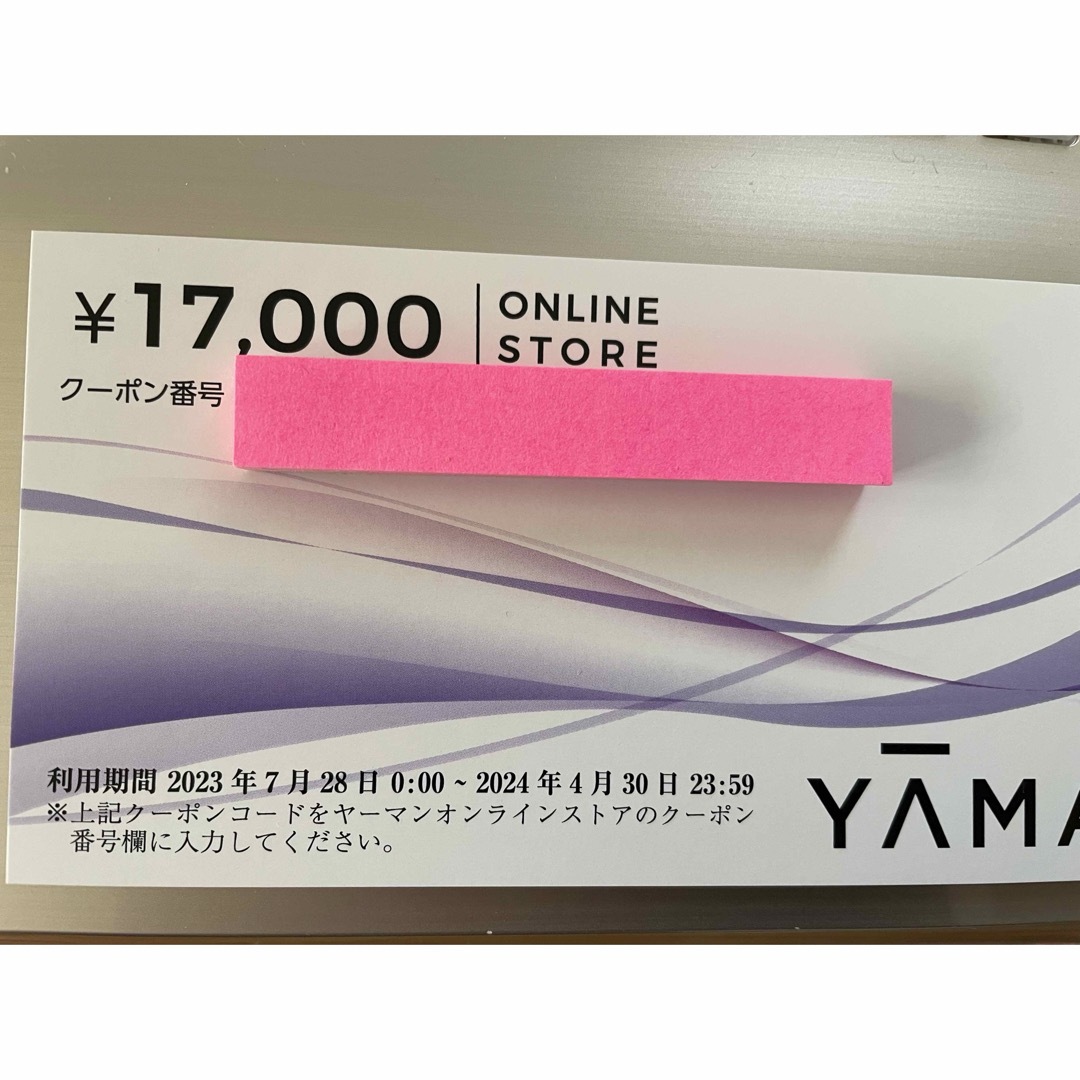 ¥17,000
ONLINE
STORE
クーポン番号
利用期間 2023年7月28日 0:00 ~ 2024年4月30日 23:59
※上記クーポンコードをヤーマンオンラインストアのクーポン
番号欄に入力してください。
YĀMA